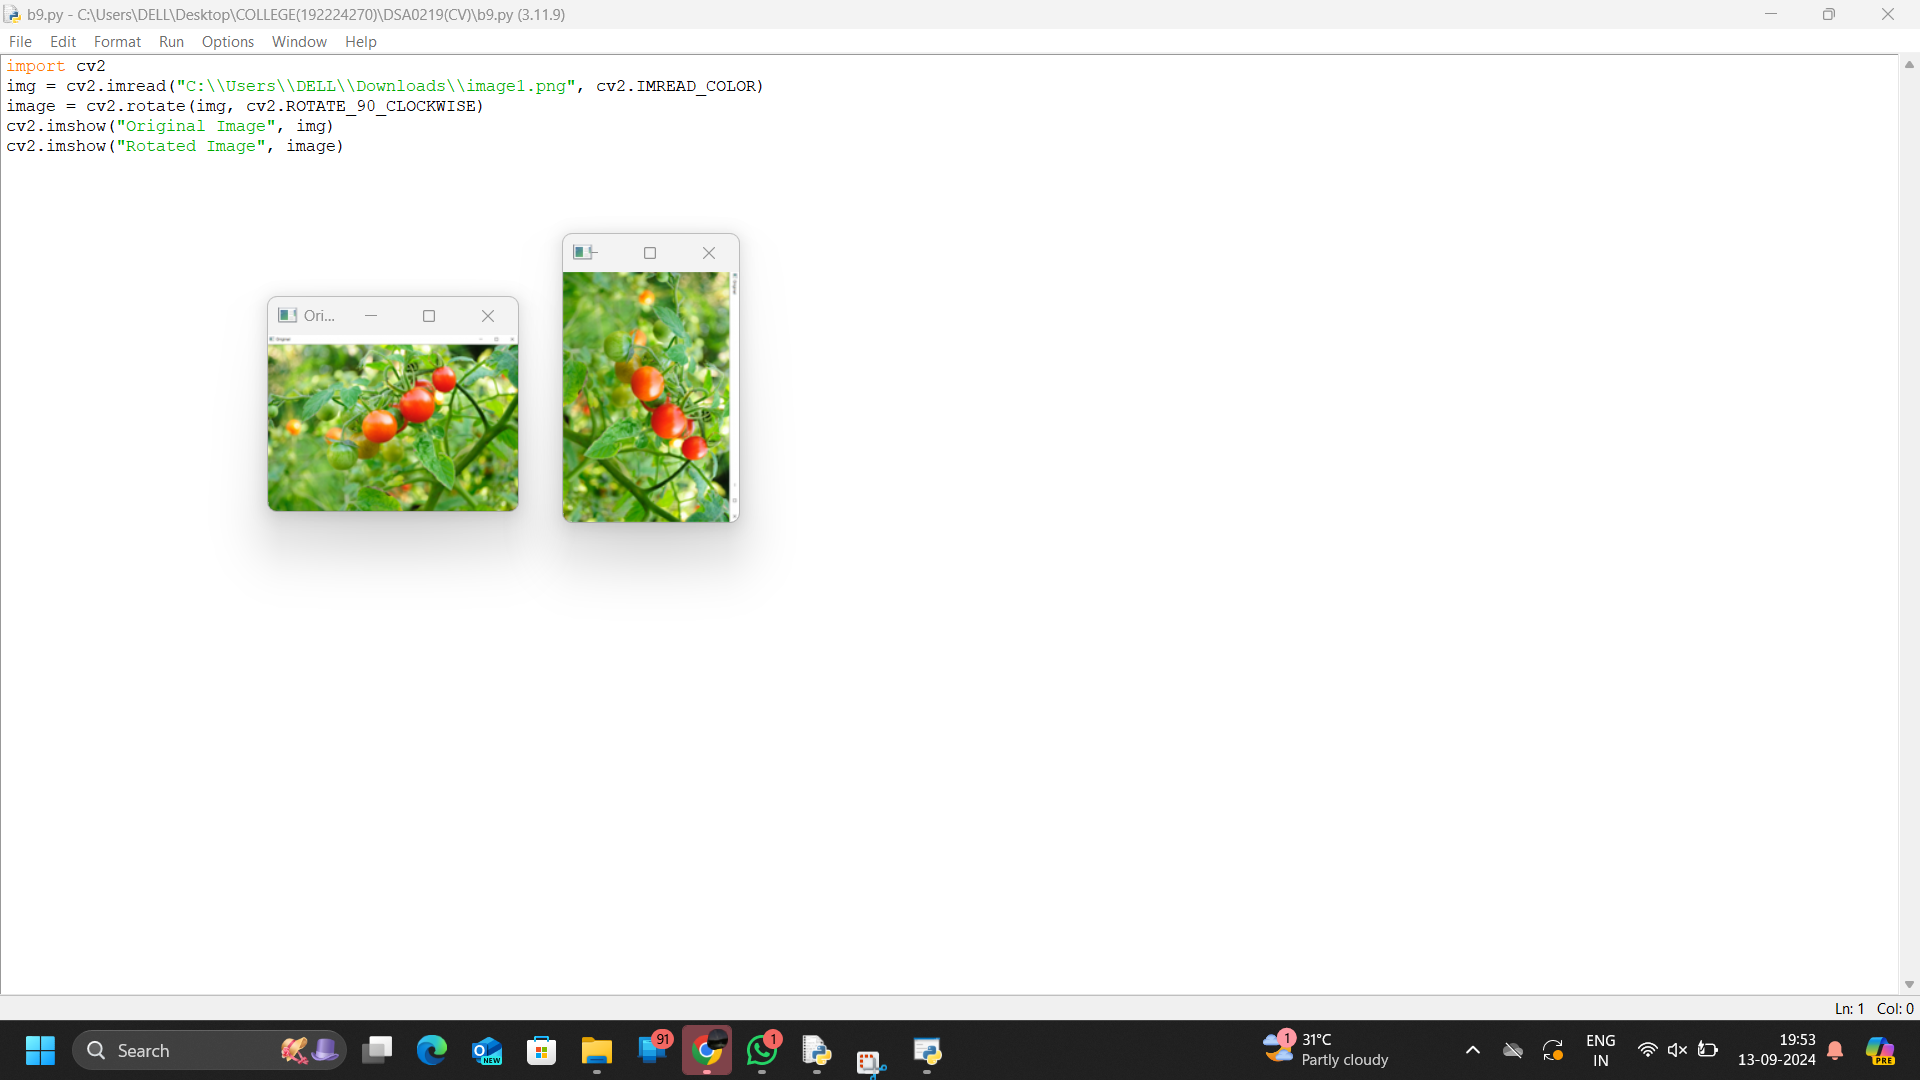 b9.py - C:\Users\DELL\Desktop\COLLEGE(192224270)\DSA0219(CV)\b9.py (3.11.9)
File Edit Format Run Options Window Help
import cv2
img = cv2.imread("C:\\Users\\DELL\\Downloads\\image1.png", cv2.IMREAD_COLOR)
image = cv2.rotate(img, cv2.ROTATE_90_CLOCKWISE)
cv2.imshow("Original Image", img)
cv2.imshow("Rotated Image", image)
Ori...
Ln: 1 Col: 0
Search
NEW
91
1
1
31°C
Partly cloudy
ENG
IN
19:53
13-09-2024
PRE